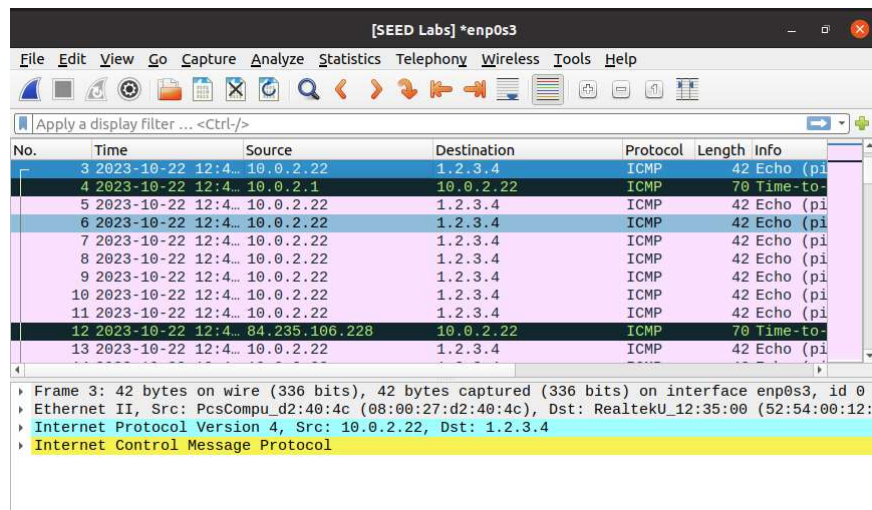 [SEED Labs] *enp0s3
File Edit View Go Capture Analyze Statistics Telephony Wireless Tools Help
Apply a display filter ... <Ctrl-/>
No. Time Source Destination Protocol Length Info
3 2023-10-22 12:4… 10.0.2.22 1.2.3.4 ICMP 42 Echo (pi
4 2023-10-22 12:4… 10.0.2.1 10.0.2.22 ICMP 70 Time-to-
5 2023-10-22 12:4… 10.0.2.22 1.2.3.4 ICMP 42 Echo (pi
6 2023-10-22 12:4… 10.0.2.22 1.2.3.4 ICMP 42 Echo (pi
7 2023-10-22 12:4… 10.0.2.22 1.2.3.4 ICMP 42 Echo (pi
8 2023-10-22 12:4… 10.0.2.22 1.2.3.4 ICMP 42 Echo (pi
9 2023-10-22 12:4… 10.0.2.22 1.2.3.4 ICMP 42 Echo (pi
10 2023-10-22 12:4… 10.0.2.22 1.2.3.4 ICMP 42 Echo (pi
11 2023-10-22 12:4… 10.0.2.22 1.2.3.4 ICMP 42 Echo (pi
12 2023-10-22 12:4… 84.235.106.228 10.0.2.22 ICMP 70 Time-to-
13 2023-10-22 12:4… 10.0.2.22 1.2.3.4 ICMP 42 Echo (pi
Frame 3: 42 bytes on wire (336 bits), 42 bytes captured (336 bits) on interface enp0s3, id 0
Ethernet II, Src: PcsCompu_d2:40:4c (08:00:27:d2:40:4c), Dst: RealtekU_12:35:00 (52:54:00:12:
Internet Protocol Version 4, Src: 10.0.2.22, Dst: 1.2.3.4
Internet Control Message Protocol